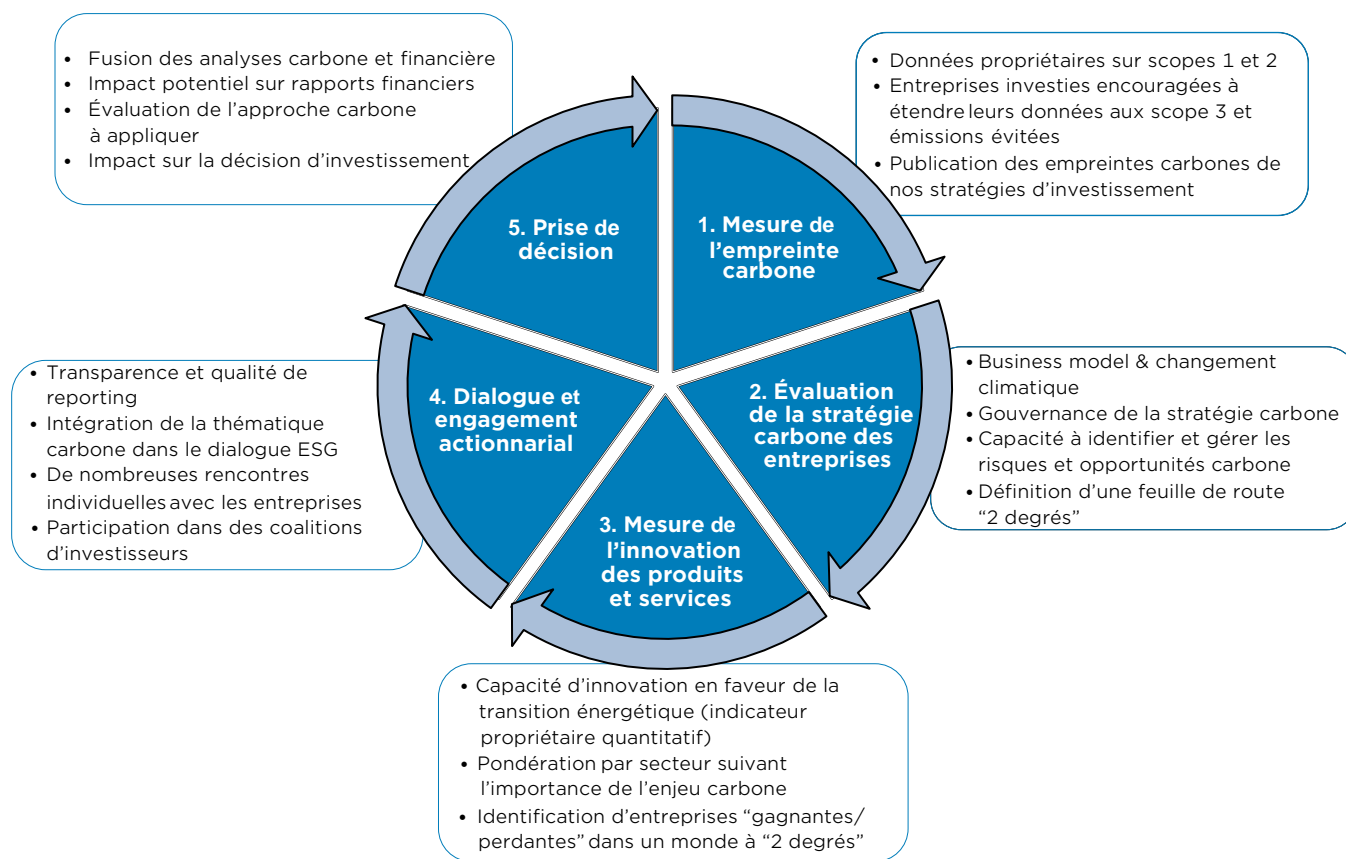 • Fusion des analyses carbone et financière
• Impact potentiel sur rapports financiers
• Évaluation de l’approche carbone
à appliquer
• Impact sur la décision d’investissement
• Données propriétaires sur scopes 1 et 2
• Entreprises investies encouragées à
étendre leurs données aux scope 3 et
émissions évitées
• Publication des empreintes carbones de
nos stratégies d’investissement
5. Prise de
décision
1. Mesure de
l’empreinte
carbone
• Transparence et qualité de
reporting
• Intégration de la thématique
carbone dans le dialogue ESG
• De nombreuses rencontres
individuelles avec les entreprises
• Participation dans des coalitions
d’investisseurs
4. Dialogue et
engagement
actionnarial
2. Évaluation
de la stratégie
carbone des
entreprises
• Business model & changement
climatique
• Gouvernance de la stratégie carbone
• Capacité à identifier et gérer les
risques et opportunités carbone
• Définition d’une feuille de route
“2 degrés”
3. Mesure de
l’innovation
des produits
et services
• Capacité d’innovation en faveur de la
transition énergétique (indicateur
propriétaire quantitatif)
• Pondération par secteur suivant
l’importance de l’enjeu carbone
• Identification d’entreprises “gagnantes/
perdantes” dans un monde à “2 degrés”